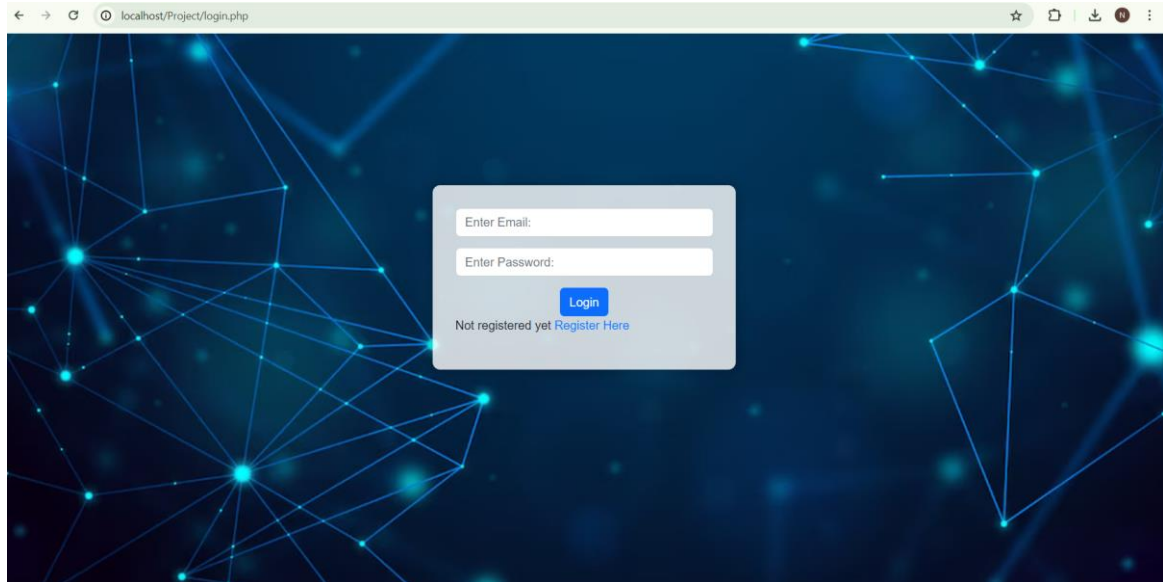 localhost/Project/login.php
N
Enter Email:
Enter Password:
Login
Not registered yet Register Here